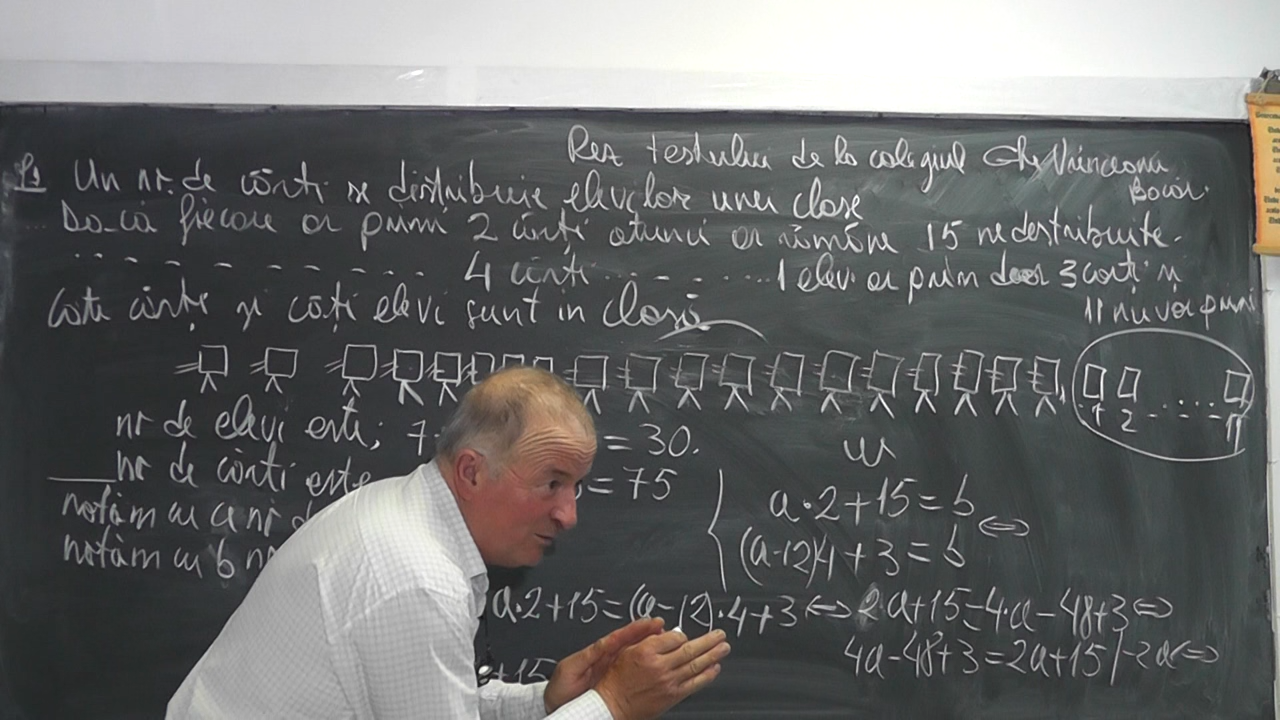 Rez testului de la colegiul Gh Vrînceanu
Bacău
Un nr. de cărți se distribuie elevilor unei clase
Dacă fiecare ar primi 2 cărți atunci ar rămâne 15 nedistribuite.
.. - - - - - - - - ... 4 cărți - . . - . . . 1 elev ar primi doar 3 cărți și
11 nu vor primi
Câte cărți și câți elevi sunt în clasă
1 2 ..... 11
nr de elevi este; 7 = 30.
nr de cărți este = 75
notăm cu a nr d
notăm cu b nr
a·2+15=b
(a-12)4+3=b ⇔
a·2+15=(a-12)·4+3 ⇔ 2·a+15=4·a-48+3 ⇔
4a-48+3=2a+15 |-2a ⇔
+15